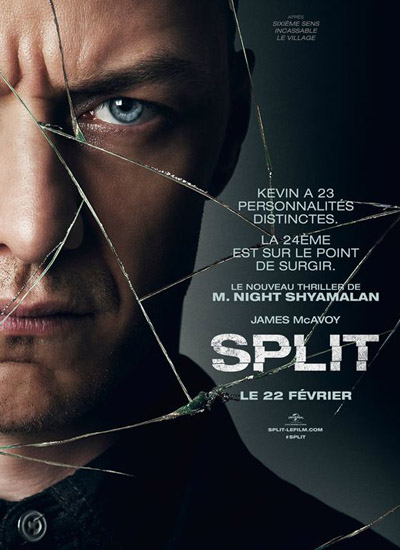 APRÈS
SIXIÈME SENS
INCASSABLE
LE VILLAGE
KEVIN A 23
PERSONNALITÉS
DISTINCTES.
LA 24ÈME
EST SUR LE POINT
DE SURGIR.
LE NOUVEAU THRILLER DE
M. NIGHT SHYAMALAN
JAMES McAVOY
SPLIT
LE 22 FÉVRIER
SPLIT-LEFILM.COM
#SPLIT